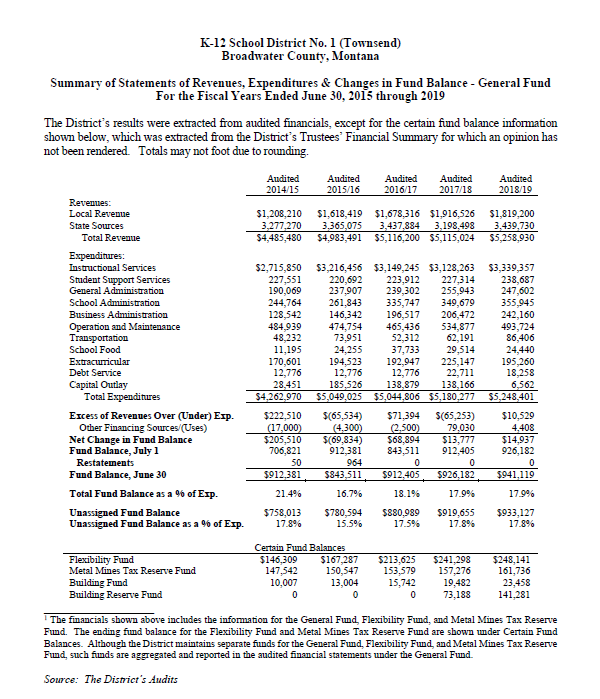 K-12 School District No. 1 (Townsend)
Broadwater County, Montana
Summary of Statements of Revenues, Expenditures & Changes in Fund Balance - General Fund
For the Fiscal Years Ended June 30, 2015 through 2019
The District's results were extracted from audited financials, except for the certain fund balance information
shown below, which was extracted from the District's Trustees' Financial Summary for which an opinion has
not been rendered. Totals may not foot due to rounding.
Audited Audited Audited Audited Audited
2014/15 2015/16 2016/17 2017/18 2018/19
Revenues:
Local Revenue $1,208,210 $1,618,419 $1,678,316 $1,916,526 $1,819,200
State Sources 3,277,270 3,365,075 3,437,884 3,198,498 3,439,730
Total Revenue $4,485,480 $4,983,491 $5,116,200 $5,115,024 $5,258,930
Expenditures:
Instructional Services $2,715,850 $3,216,456 $3,149,245 $3,128,263 $3,339,357
Student Support Services 227,551 220,692 223,912 227,314 238,687
General Administration 190,069 237,907 239,302 255,943 247,602
School Administration 244,764 261,843 335,747 349,679 355,945
Business Administration 128,542 146,342 196,517 206,472 242,160
Operation and Maintenance 484,939 474,754 465,436 534,877 493,724
Transportation 48,232 73,951 52,312 62,191 86,406
School Food 11,195 24,255 37,733 29,514 24,440
Extracurricular 170,601 194,523 192,947 225,147 195,260
Debt Service 12,776 12,776 12,776 22,711 18,258
Capital Outlay 28,451 185,526 138,879 138,166 6,562
Total Expenditures $4,262,970 $5,049,025 $5,044,806 $5,180,277 $5,248,401
Excess of Revenues Over (Under) Exp. $222,510 $(65,534) $71,394 $(65,253) $10,529
Other Financing Sources/(Uses) (17,000) (4,300) (2,500) 79,030 4,408
Net Change in Fund Balance $205,510 $(69,834) $68,894 $13,777 $14,937
Fund Balance, July 1 706,821 912,381 843,511 912,405 926,182
Restatements 50 964 0 0 0
Fund Balance, June 30 $912,381 $843,511 $912,405 $926,182 $941,119
Total Fund Balance as a % of Exp. 21.4% 16.7% 18.1% 17.9% 17.9%
Unassigned Fund Balance $758,013 $780,594 $880,989 $919,655 $933,127
Unassigned Fund Balance as a % of Exp. 17.8% 15.5% 17.5% 17.8% 17.8%
Certain Fund Balances
Flexibility Fund $146,309 $167,287 $213,625 $241,298 $248,141
Metal Mines Tax Reserve Fund 147,542 150,547 153,579 157,276 161,736
Building Fund 10,007 13,004 15,742 19,482 23,458
Building Reserve Fund 0 0 0 73,188 141,281
1 The financials shown above includes the information for the General Fund, Flexibility Fund, and Metal Mines Tax Reserve
Fund. The ending fund balance for the Flexibility Fund and Metal Mines Tax Reserve Fund are shown under Certain Fund
Balances. Although the District maintains separate funds for the General Fund, Flexibility Fund, and Metal Mines Tax Reserve
Fund, such funds are aggregated and reported in the audited financial statements under the General Fund.
Source: The District's Audits